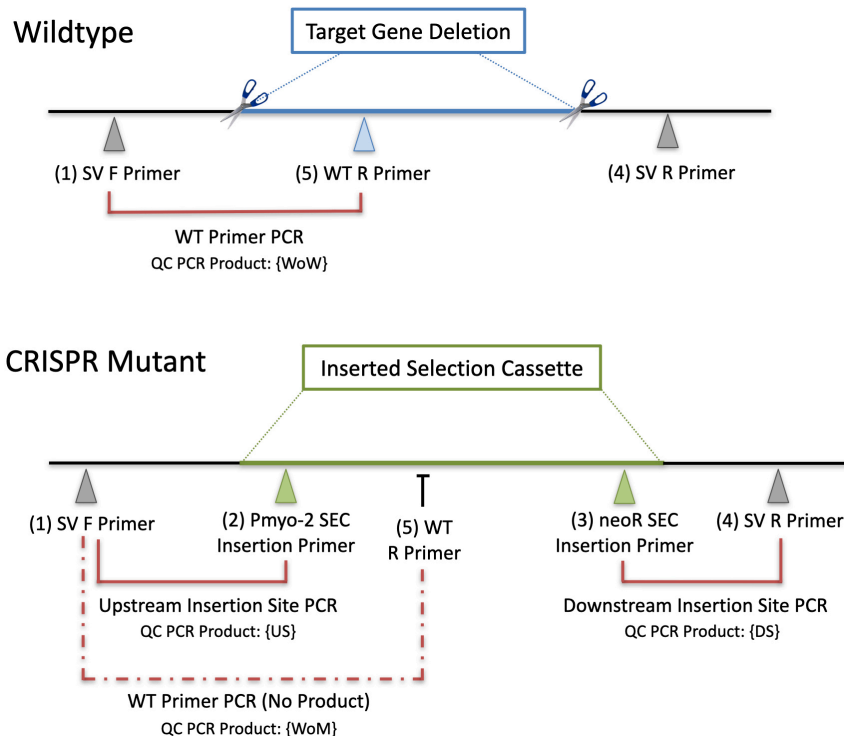 Wildtype
Target Gene Deletion
(1) SV F Primer
(5) WT R Primer
(4) SV R Primer
WT Primer PCR
QC PCR Product: {WoW}
CRISPR Mutant
Inserted Selection Cassette
(1) SV F Primer
(2) Pmyo-2 SEC
Insertion Primer
(5) WT
R Primer
(3) neoR SEC
Insertion Primer
(4) SV R Primer
Upstream Insertion Site PCR
QC PCR Product: {US}
Downstream Insertion Site PCR
QC PCR Product: {DS}
WT Primer PCR (No Product)
QC PCR Product: {WoM}